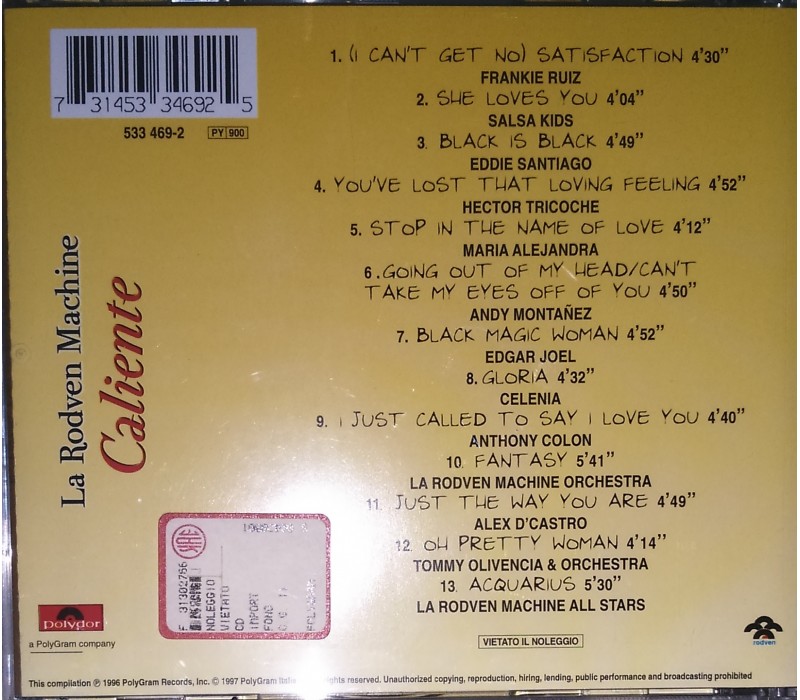 7 31453 34692 5
533 469-2 PY 900
La Rodven Machine
Caliente
1. (I CAN'T GET NO) SATISFACTION 4'30"
FRANKIE RUIZ
2. SHE LOVES YOU 4'04"
SALSA KIDS
3. BLACK IS BLACK 4'49"
EDDIE SANTIAGO
4. YOU'VE LOST THAT LOVING FEELING 4'52"
HECTOR TRICOCHE
5. STOP IN THE NAME OF LOVE 4'12"
MARIA ALEJANDRA
6. GOING OUT OF MY HEAD/CAN'T
TAKE MY EYES OFF OF YOU 4'50"
ANDY MONTAÑEZ
7. BLACK MAGIC WOMAN 4'52"
EDGAR JOEL
8. GLORIA 4'32"
CELENIA
9. I JUST CALLED TO SAY I LOVE YOU 4'40"
ANTHONY COLON
10. FANTASY 5'41"
LA RODVEN MACHINE ORCHESTRA
11. JUST THE WAY YOU ARE 4'49"
ALEX D'CASTRO
12. OH PRETTY WOMAN 4'14"
TOMMY OLIVENCIA & ORCHESTRA
13. ACQUARIUS 5'30"
LA RODVEN MACHINE ALL STARS
NOLEGGIO
VIETATO
CD
IMPORT
FONO
polydor
a PolyGram company
VIETATO IL NOLEGGIO
rodven
This compilation ℗ 1996 PolyGram Records, Inc. © 1997 PolyGram rights reserved. Unauthorized copying, reproduction, hiring, lending, public performance and broadcasting prohibited